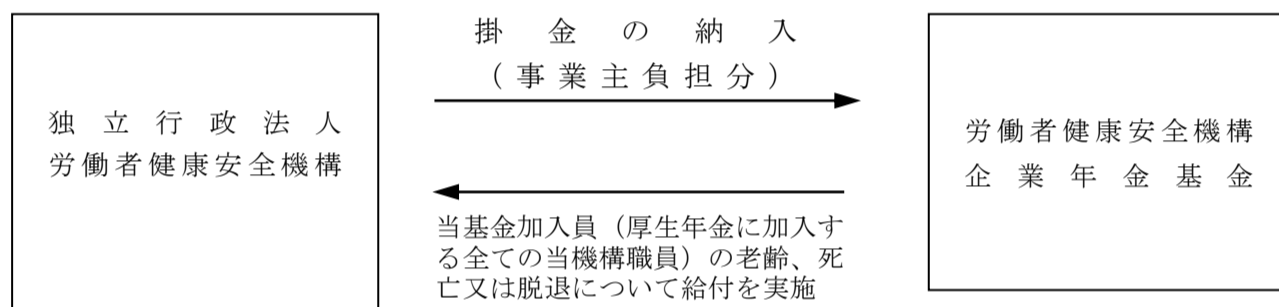 独立行政法人
労働者健康安全機構
掛金の納入
（事業主負担分）
当基金加入員（厚生年金に加入す
る全ての当機構職員）の老齢、死
亡又は脱退について給付を実施
労働者健康安全機構
企業年金基金